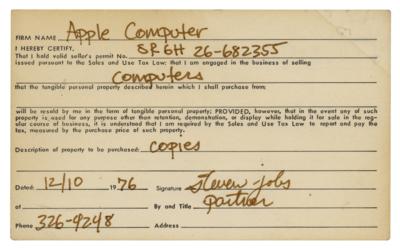 FIRM NAME Apple Computer
I HEREBY CERTIFY,
That I hold valid seller's permit No. SR GH 26-682355
issued pursuant to the Sales and Use Tax Law; that I am engaged in the business of selling
computers
that the tangible personal property described herein which I shall purchase from:
will be resold by me in the form of tangible personal property; PROVIDED, however, that in the event any of such
property is used for any purpose other than retention, demonstration, or display while holding it for sale in the reg-
ular course of business, it is understood that I am required by the Sales and Use Tax Law to report and pay the
tax, measured by the purchase price of such property.
Description of property to be purchased: copies
Dated: 12/10 1976 Signature steven jobs
at By and Title partner
Phone 326-4248 Address